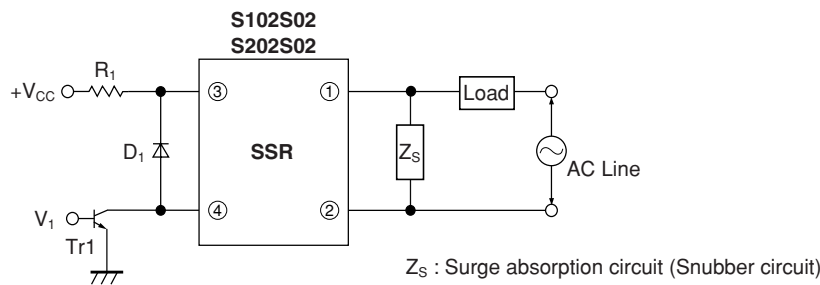 S102S02
S202S02
R₁
+VCC
③
①
Load
D₁
SSR
ZS
AC Line
V₁
④
②
Tr1
ZS : Surge absorption circuit (Snubber circuit)